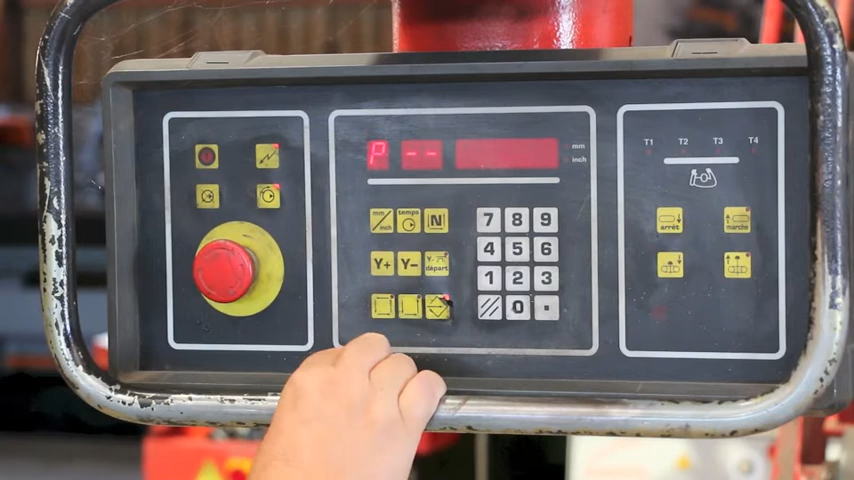 P --
mm
inch
T1 T2 T3 T4
mm/inch temps N
Y+ Y- Y- départ
7 8 9
4 5 6
1 2 3
0 .
arrêt marche